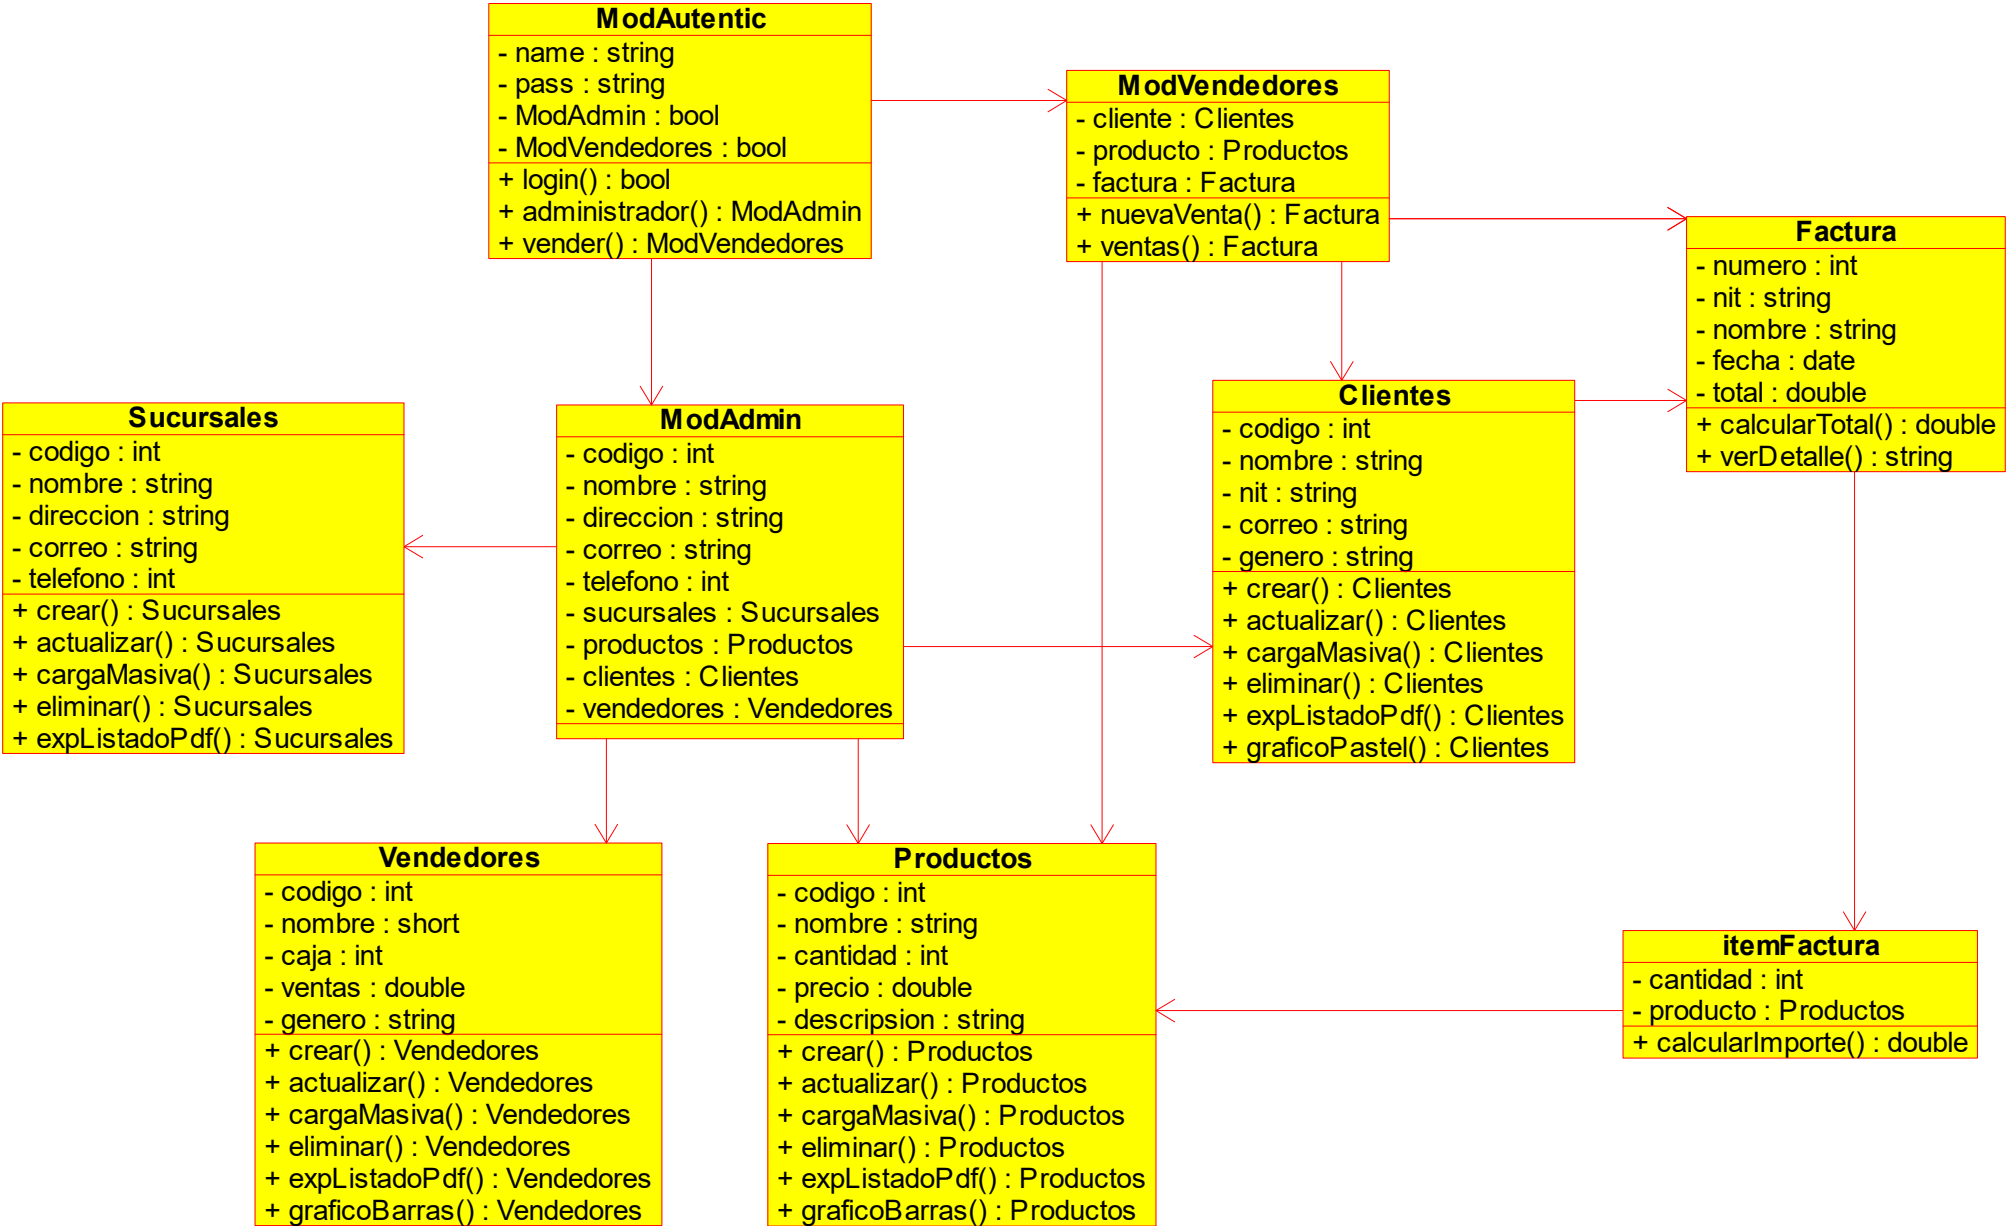 ModAutentic
- name : string
- pass : string
- ModAdmin : bool
- ModVendedores : bool
+ login() : bool
+ administrador() : ModAdmin
+ vender() : ModVendedores
ModVendedores
- cliente : Clientes
- producto : Productos
- factura : Factura
+ nuevaVenta() : Factura
+ ventas() : Factura
Factura
- numero : int
- nit : string
- nombre : string
- fecha : date
- total : double
+ calcularTotal() : double
+ verDetalle() : string
Sucursales
- codigo : int
- nombre : string
- direccion : string
- correo : string
- telefono : int
+ crear() : Sucursales
+ actualizar() : Sucursales
+ cargaMasiva() : Sucursales
+ eliminar() : Sucursales
+ expListadoPdf() : Sucursales
ModAdmin
- codigo : int
- nombre : string
- direccion : string
- correo : string
- telefono : int
- sucursales : Sucursales
- productos : Productos
- clientes : Clientes
- vendedores : Vendedores
Clientes
- codigo : int
- nombre : string
- nit : string
- correo : string
- genero : string
+ crear() : Clientes
+ actualizar() : Clientes
+ cargaMasiva() : Clientes
+ eliminar() : Clientes
+ expListadoPdf() : Clientes
+ graficoPastel() : Clientes
Vendedores
- codigo : int
- nombre : short
- caja : int
- ventas : double
- genero : string
+ crear() : Vendedores
+ actualizar() : Vendedores
+ cargaMasiva() : Vendedores
+ eliminar() : Vendedores
+ expListadoPdf() : Vendedores
+ graficoBarras() : Vendedores
Productos
- codigo : int
- nombre : string
- cantidad : int
- precio : double
- descripsion : string
+ crear() : Productos
+ actualizar() : Productos
+ cargaMasiva() : Productos
+ eliminar() : Productos
+ expListadoPdf() : Productos
+ graficoBarras() : Productos
itemFactura
- cantidad : int
- producto : Productos
+ calcularImporte() : double